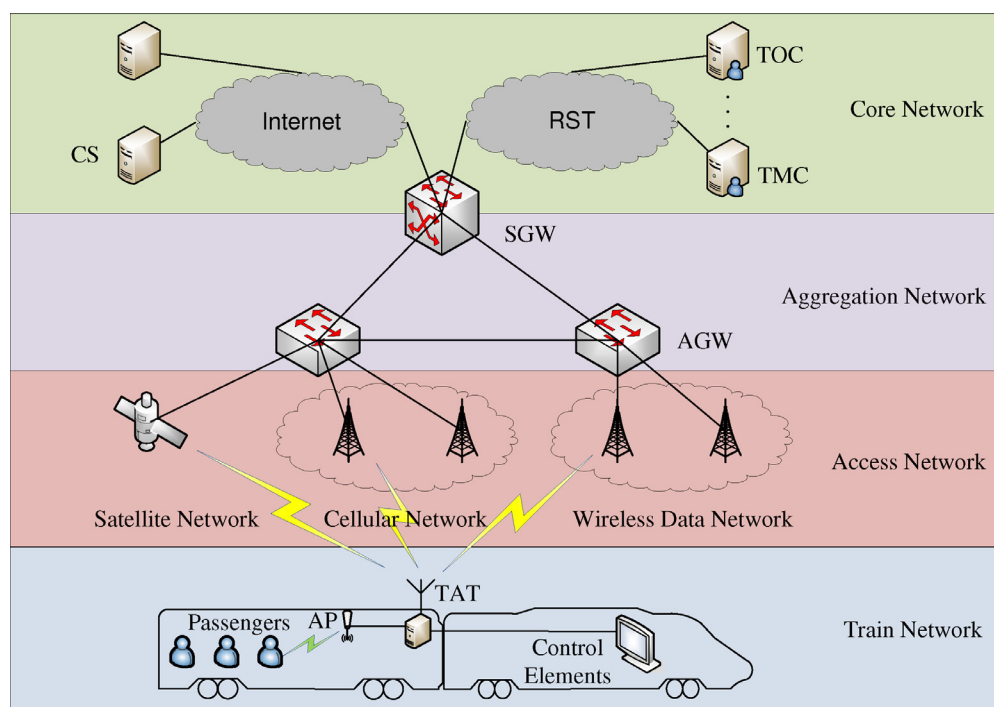 TOC
Internet
RST
Core Network
CS
TMC
SGW
Aggregation Network
AGW
Access Network
Satellite Network
Cellular Network
Wireless Data Network
TAT
Passengers
AP
Train Network
Control
Elements